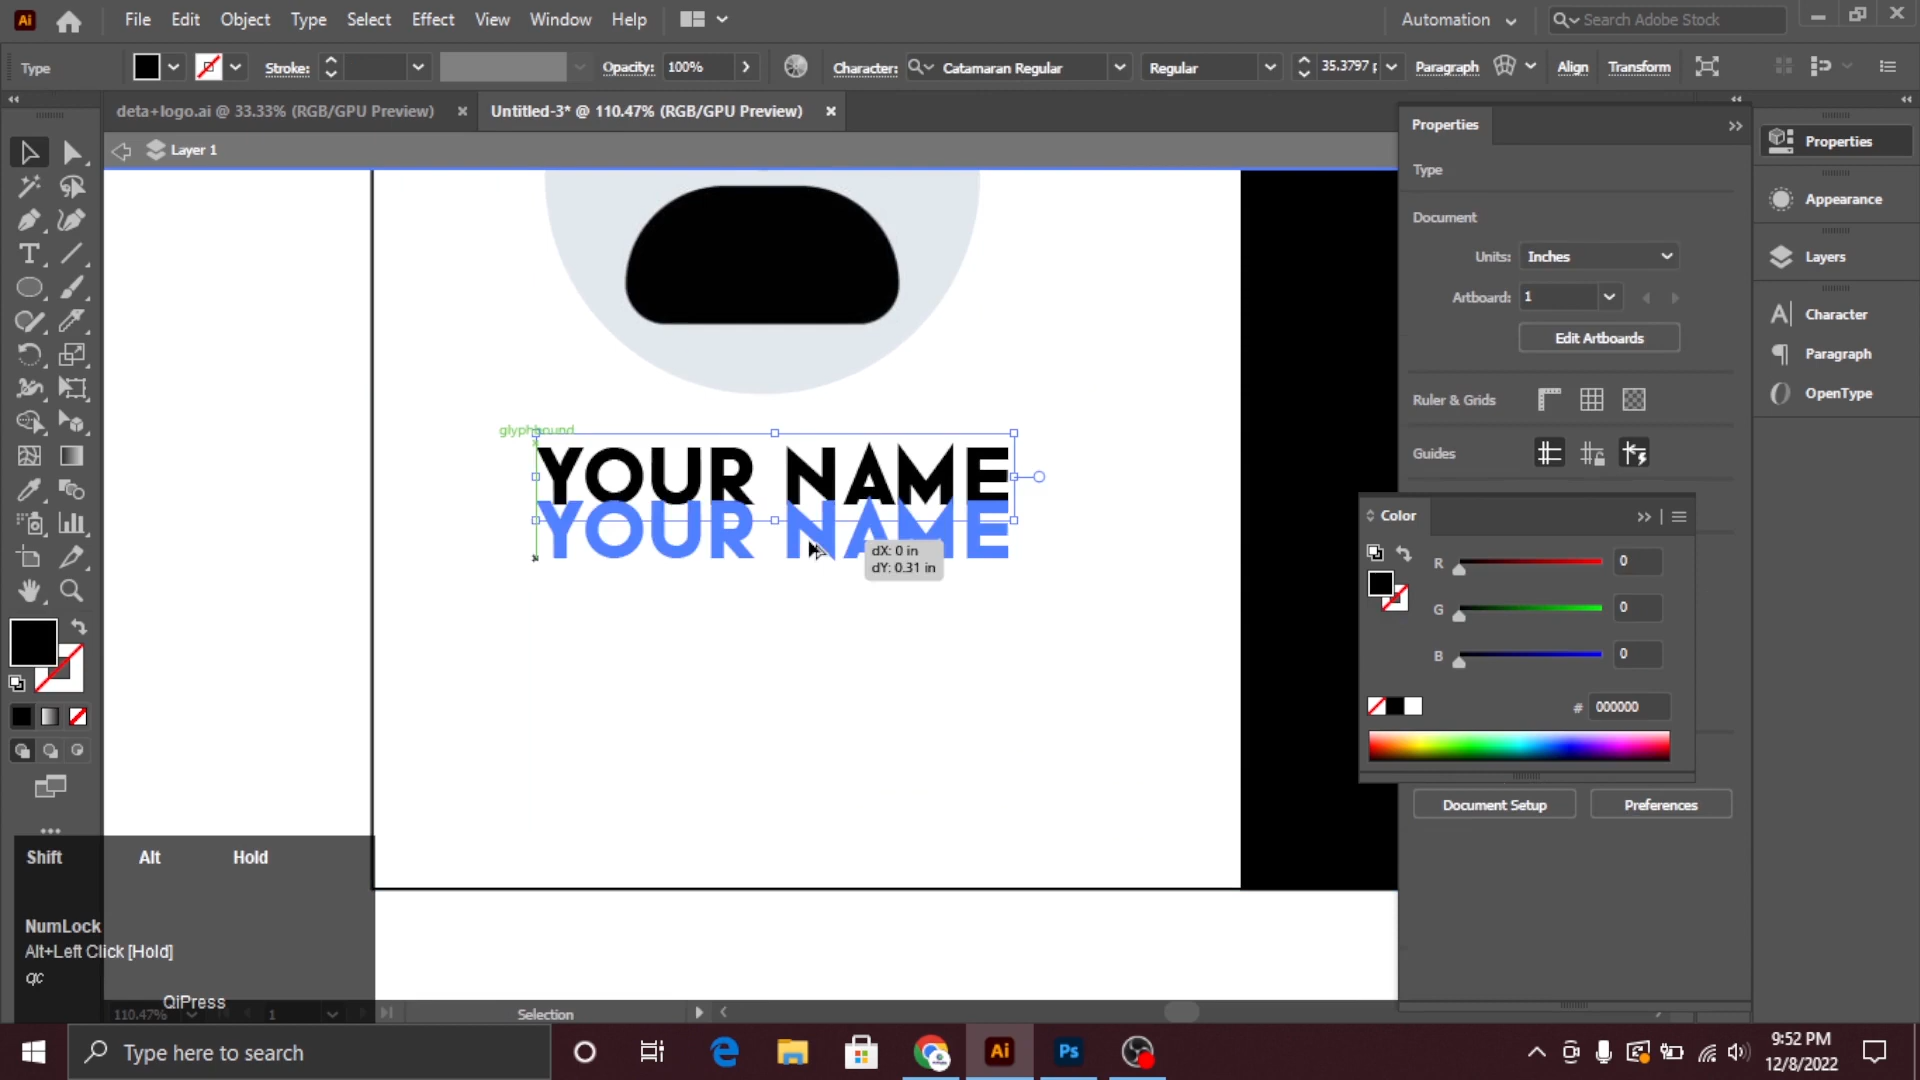 Ai File Edit Object Type Select Effect View Window Help Automation Search Adobe Stock
Type Stroke: Opacity: 100% Character: Catamaran Regular Regular 35.3797 Paragraph Align Transform
deta+logo.ai @ 33.33% (RGB/GPU Preview) × Untitled-3* @ 110.47% (RGB/GPU Preview) ×
Layer 1
Properties
Type
Document
Units: Inches
Artboard: 1
Edit Artboards
Ruler & Grids
Guides
Properties
Appearance
Layers
Character
Paragraph
OpenType
YOUR NAME
YOUR NAME
dX: 0 in
dY: 0.31 in
Color
R 0
G 0
B 0
# 000000
Document Setup Preferences
Shift Alt Hold
NumLock
Alt+Left Click [Hold]
qc
QiPress
110.47% 1 Selection
Type here to search
Ai Ps
9:52 PM
12/8/2022